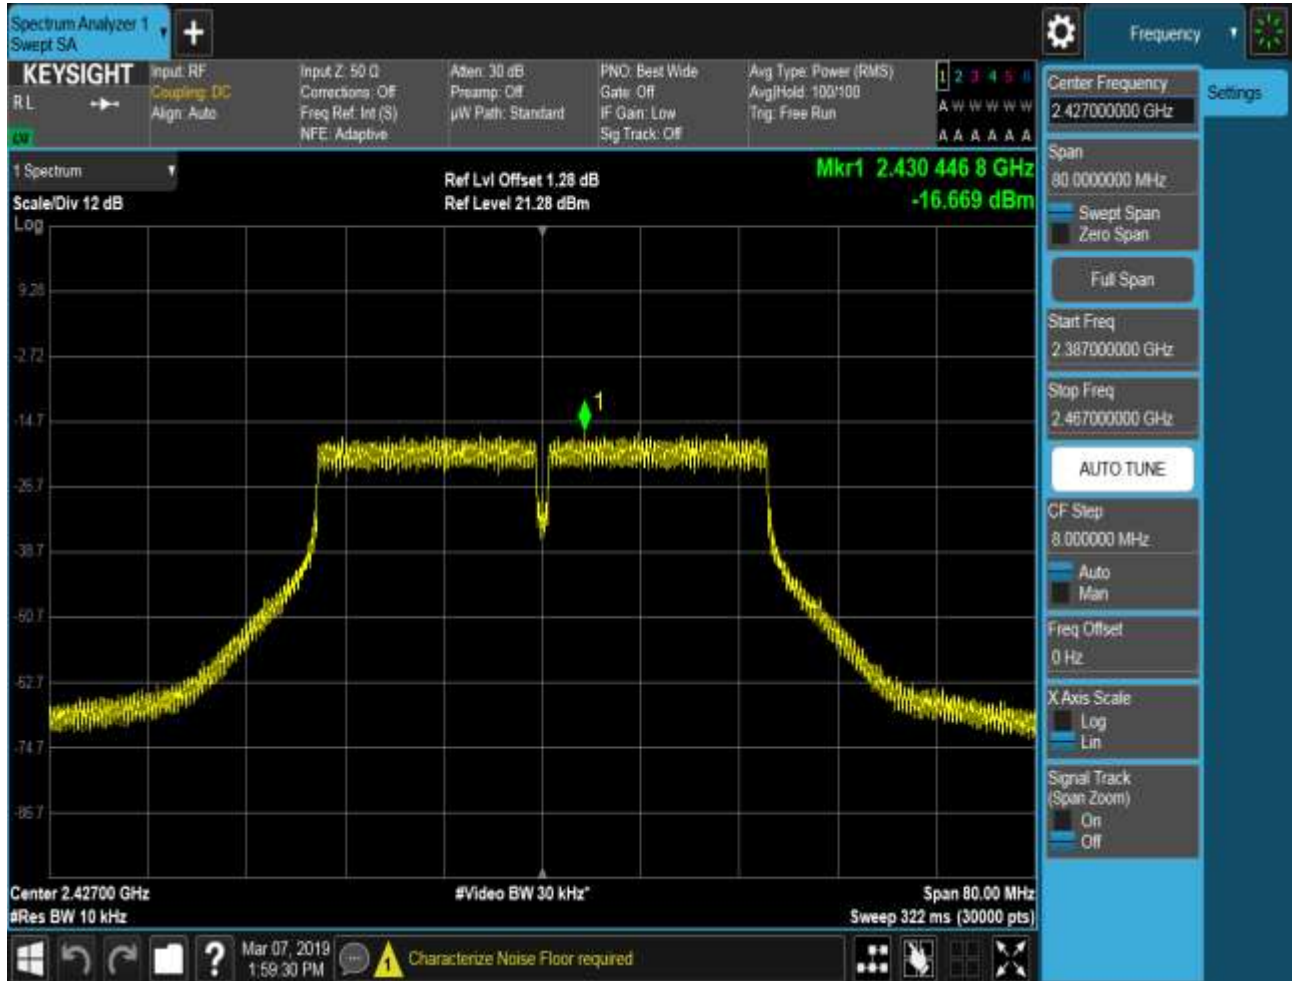 Spectrum Analyzer 1
Swept SA
+
Frequency
KEYSIGHT
RL
Input: RF
Coupling: DC
Align: Auto
Input Z: 50 Ω
Corrections: Off
Freq Ref: Int (S)
NFE: Adaptive
Atten: 30 dB
Preamp: Off
µW Path: Standard
PNO: Best Wide
Gate: Off
IF Gain: Low
Sig Track: Off
Avg Type: Power (RMS)
Avg|Hold: 100/100
Trig: Free Run
1 2 3 4 5 6
A W W W W W
A A A A A A
1 Spectrum
Scale/Div 12 dB
Log
Ref Lvl Offset 1.28 dB
Ref Level 21.28 dBm
Mkr1 2.430 446 8 GHz
-16.669 dBm
9.28
-2.72
-14.7
-26.7
-38.7
-50.7
-62.7
-74.7
-86.7
1
Center 2.42700 GHz
#Res BW 10 kHz
#Video BW 30 kHz*
Span 80.00 MHz
Sweep 322 ms (30000 pts)
Center Frequency
2.427000000 GHz
Settings
Span
80.0000000 MHz
Swept Span
Zero Span
Full Span
Start Freq
2.387000000 GHz
Stop Freq
2.467000000 GHz
AUTO TUNE
CF Step
8.000000 MHz
Auto
Man
Freq Offset
0 Hz
X Axis Scale
Log
Lin
Signal Track
(Span Zoom)
On
Off
?
Mar 07, 2019
1:59:30 PM
1
Characterize Noise Floor required